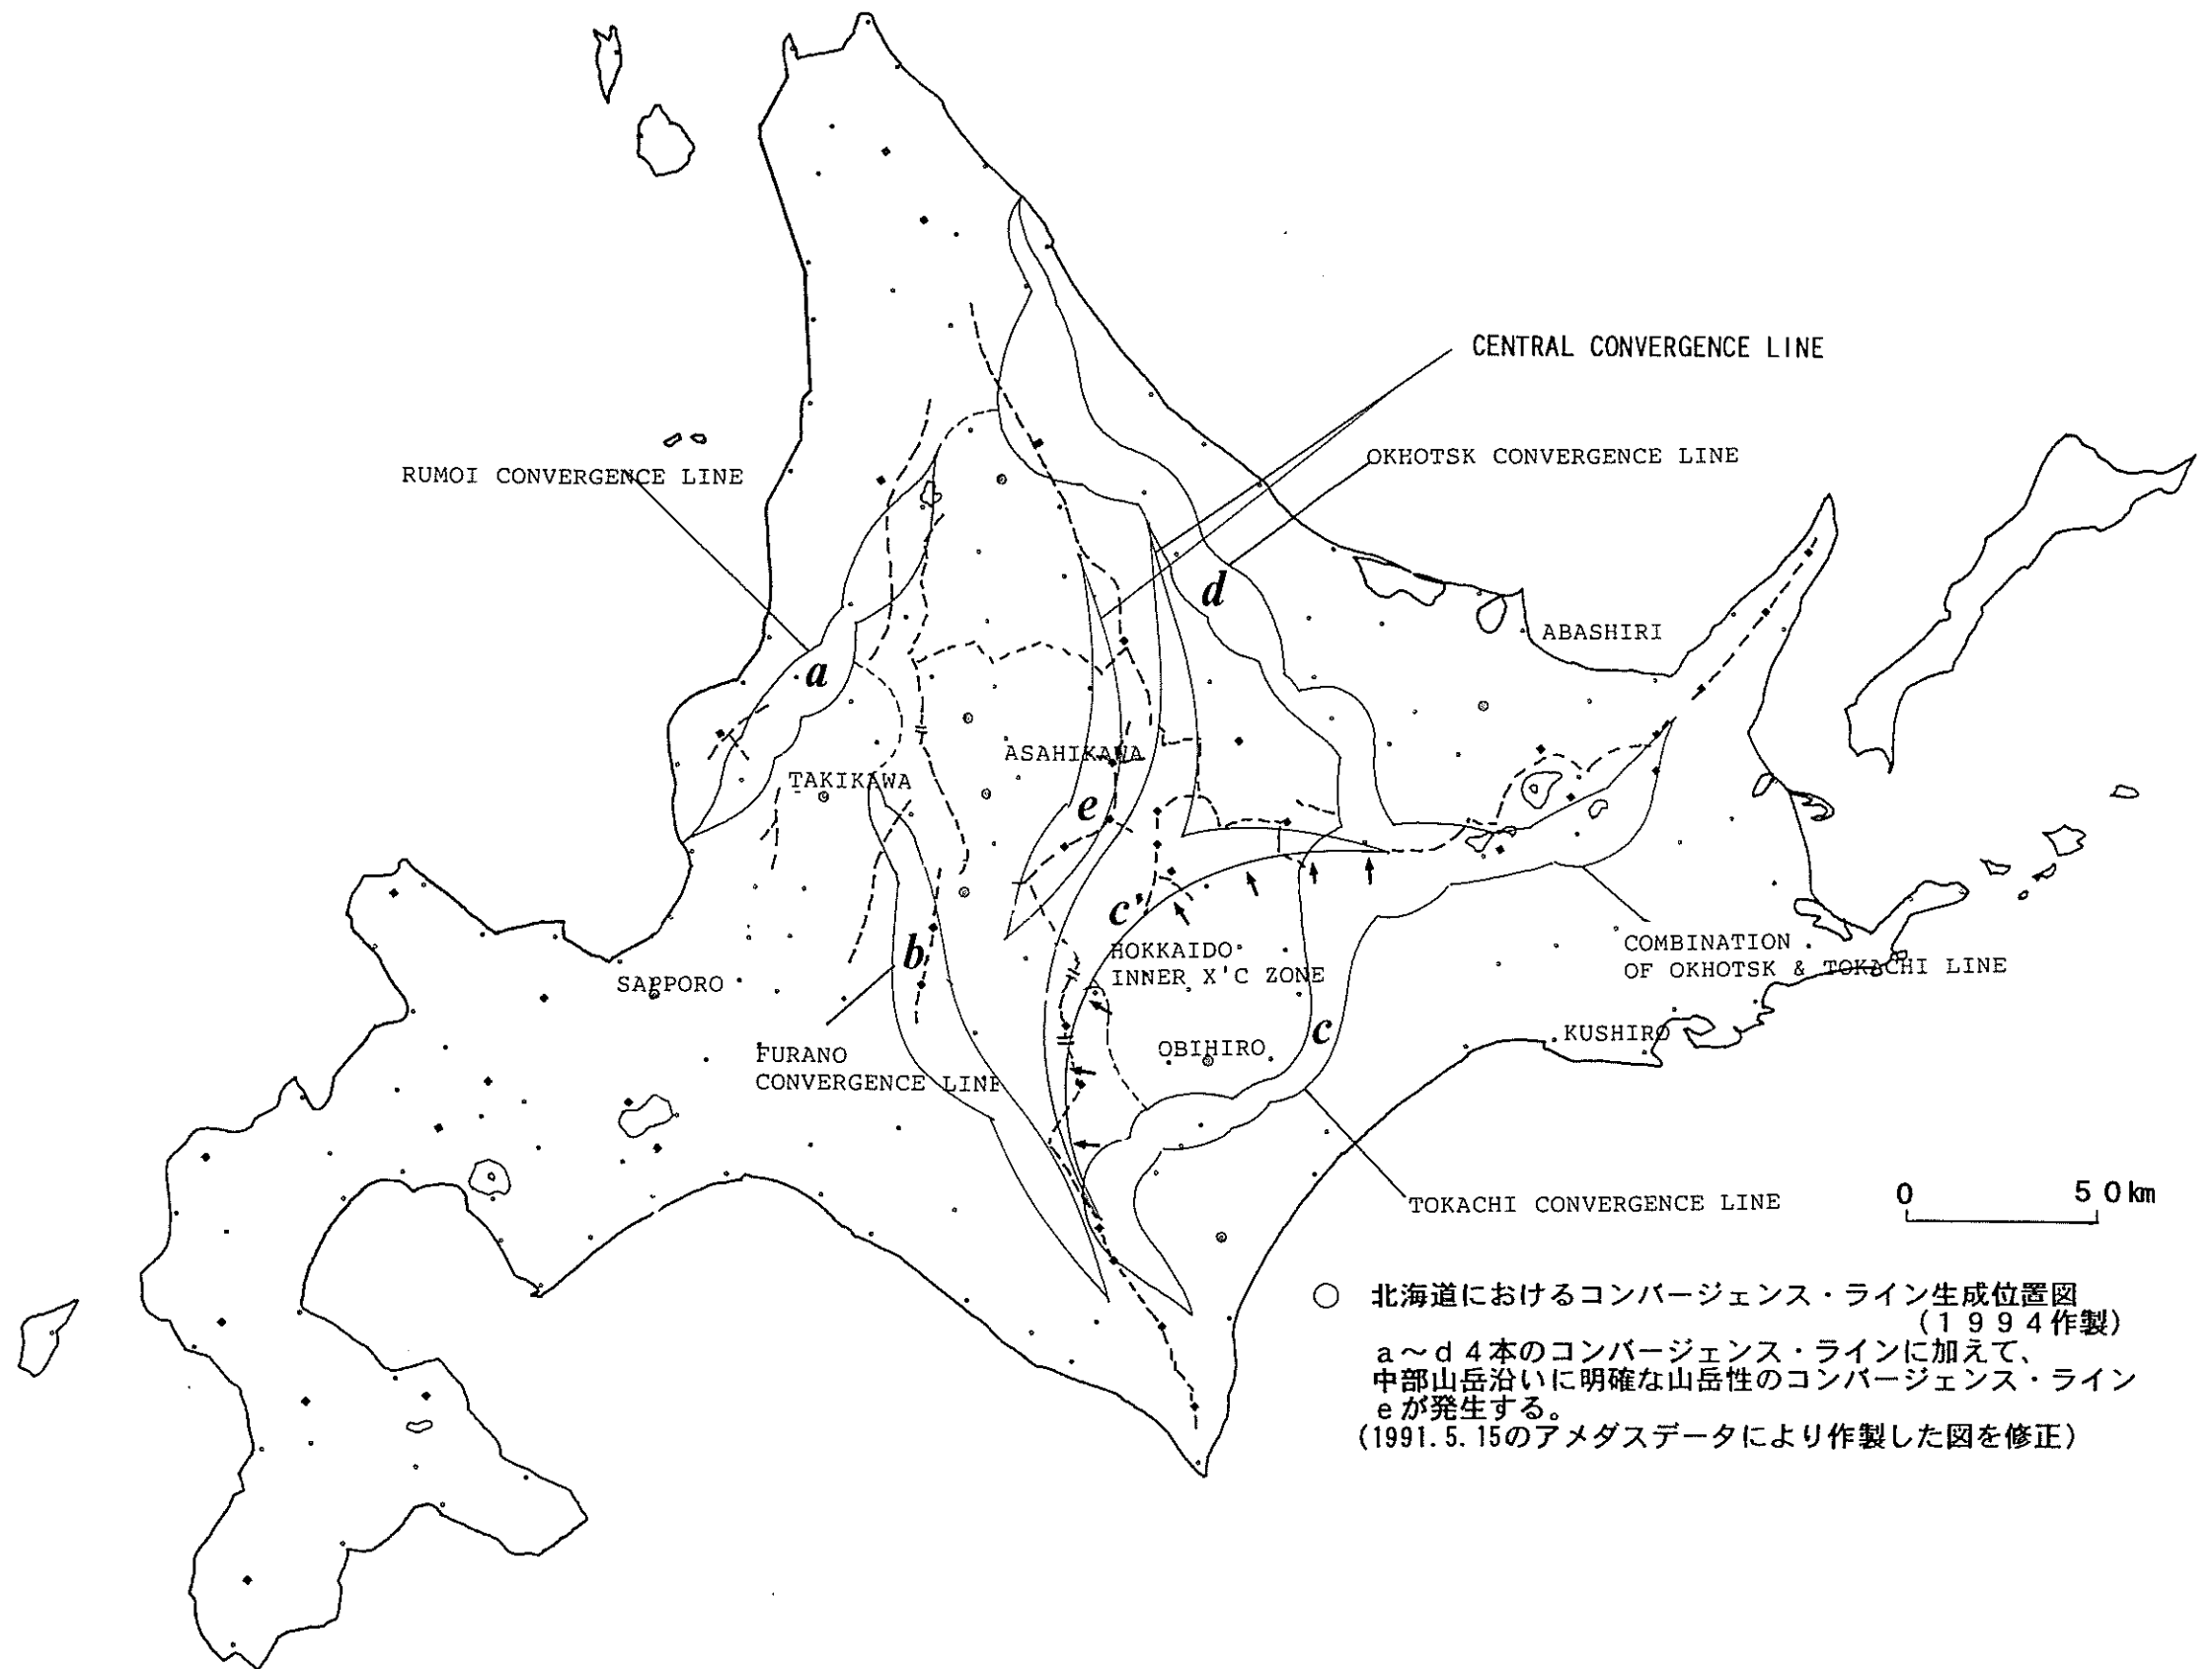 CENTRAL CONVERGENCE LINE
OKHOTSK CONVERGENCE LINE
RUMOI CONVERGENCE LINE
d
ABASHIRI
a
ASAHIKAWA
TAKIKAWA
e
c'
b
HOKKAIDO
INNER X'C ZONE
COMBINATION
OF OKHOTSK & TOKACHI LINE
SAPPORO
c
KUSHIRO
OBIHIRO
FURANO
CONVERGENCE LINE
TOKACHI CONVERGENCE LINE
0 50km
○ 北海道におけるコンバージェンス・ライン生成位置図
(1994作製)
a～d4本のコンバージェンス・ラインに加えて、
中部山岳沿いに明確な山岳性のコンバージェンス・ライン
eが発生する。
(1991.5.15のアメダスデータにより作製した図を修正)